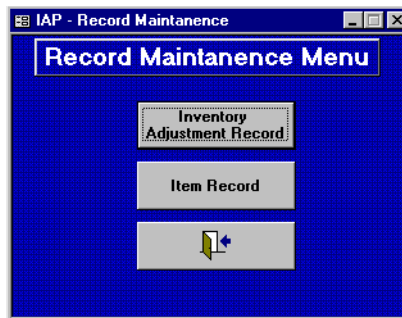 IAP - Record Maintanence
Record Maintanence Menu
Inventory
Adjustment Record
Item Record